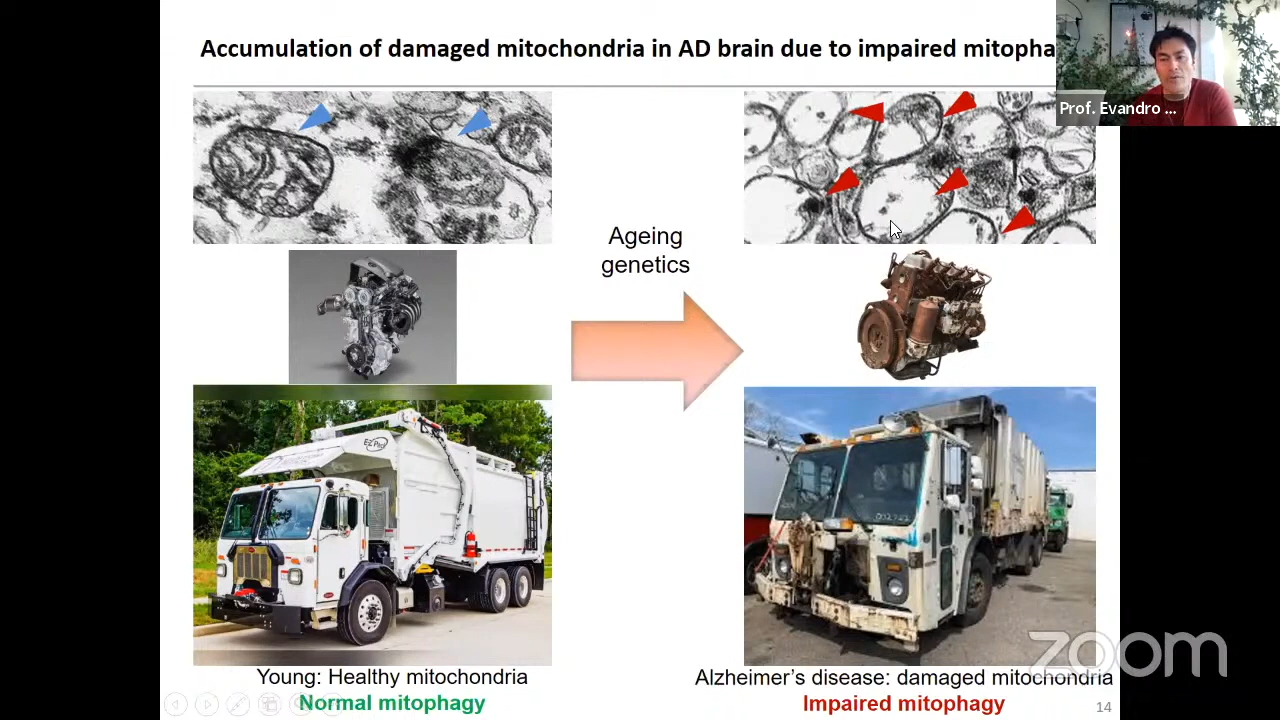 Accumulation of damaged mitochondria in AD brain due to impaired mitopha
Prof. Evandro ...
Ageing
genetics
Young: Healthy mitochondria
Normal mitophagy
Alzheimer's disease: damaged mitochondria
Impaired mitophagy
zoom
14